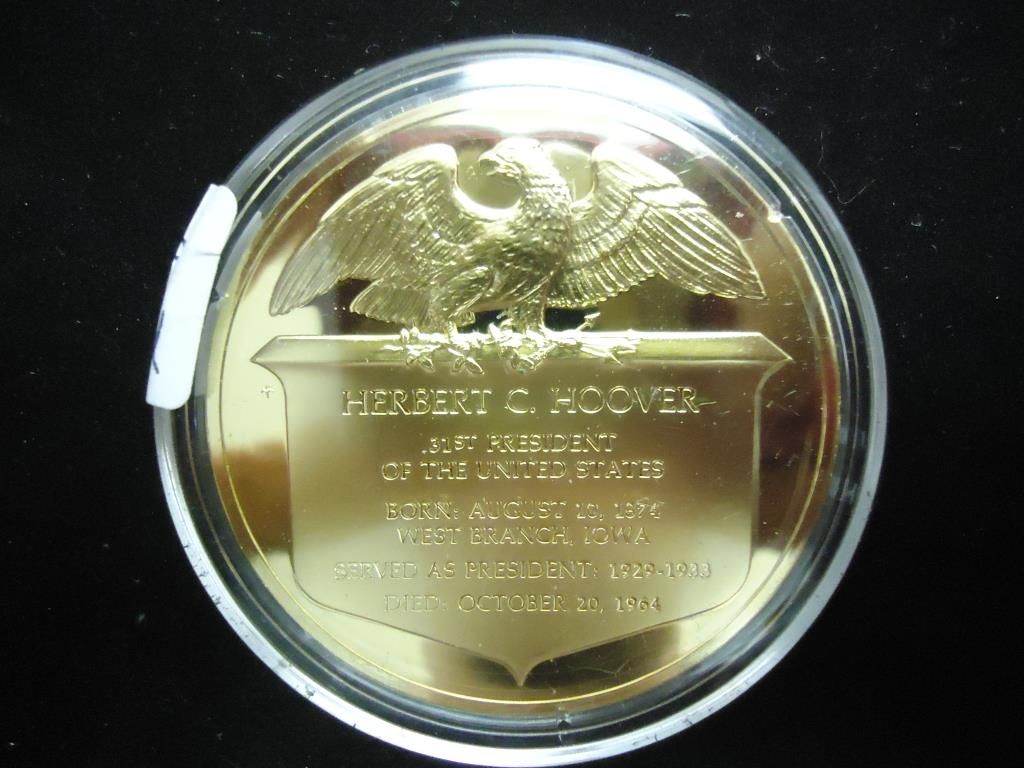 HERBERT C. HOOVER
31ST PRESIDENT
OF THE UNITED STATES
BORN: AUGUST 10, 1874
WEST BRANCH, IOWA
SERVED AS PRESIDENT: 1929-1933
DIED: OCTOBER 20, 1964